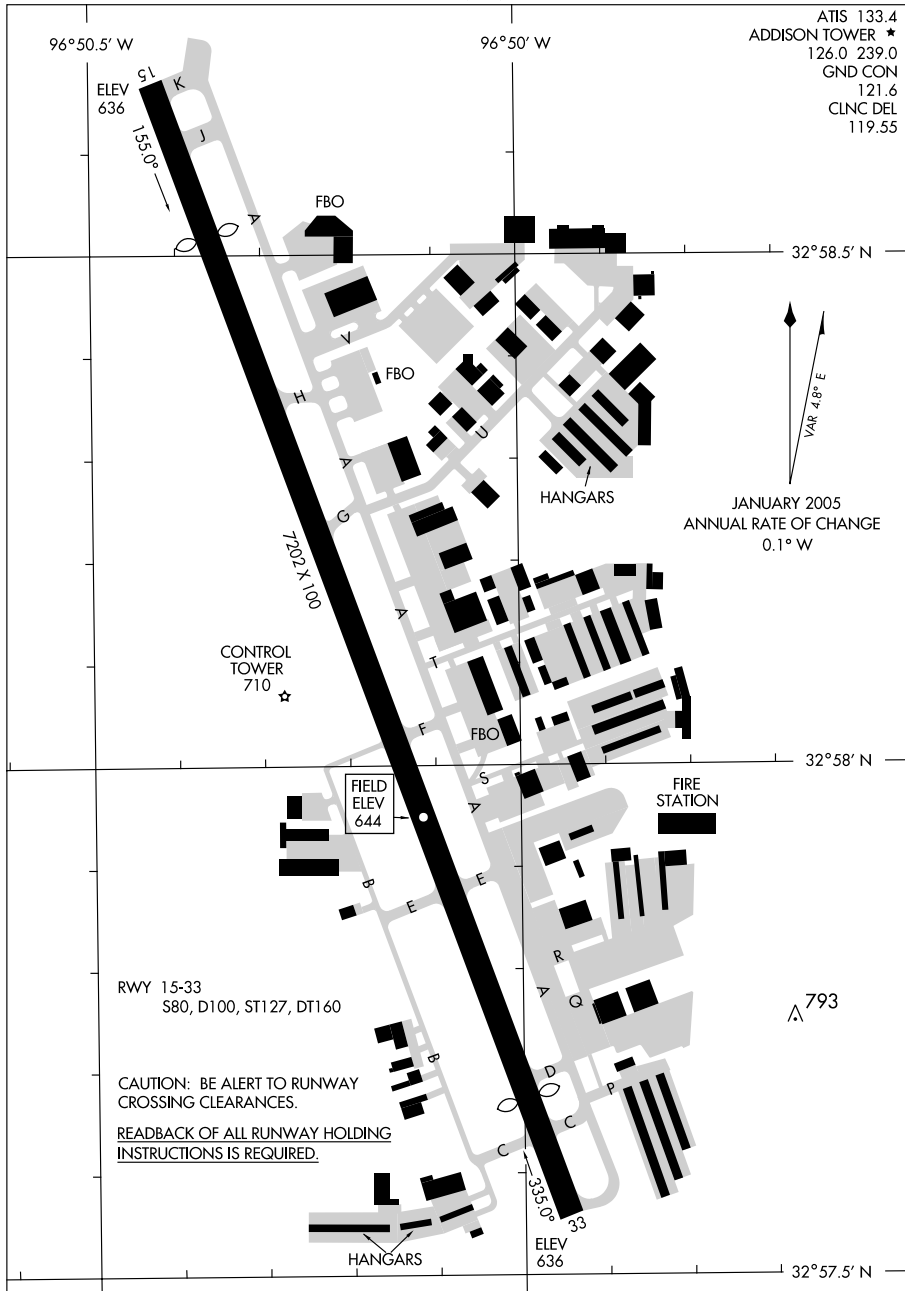 ATIS 133.4
ADDISON TOWER
126.0 239.0
GND CON
121.6
CLNC DEL
119.55
96°50.5' W
96°50' W
15
ELEV
636
K
J
155.0°
A
FBO
32°58.5' N
V
FBO
H
U
A
VAR 4.8° E
HANGARS
G
JANUARY 2005
ANNUAL RATE OF CHANGE
0.1° W
7202 X 100
A
CONTROL
TOWER
710
T
F
FBO
32°58' N
S
FIELD
ELEV
644
A
FIRE
STATION
B
E
E
R
A
Q
RWY 15-33
S80, D100, ST127, DT160
793
B
D
CAUTION: BE ALERT TO RUNWAY
CROSSING CLEARANCES.
P
C
C
READBACK OF ALL RUNWAY HOLDING
INSTRUCTIONS IS REQUIRED.
335.0°
33
ELEV
636
HANGARS
32°57.5' N